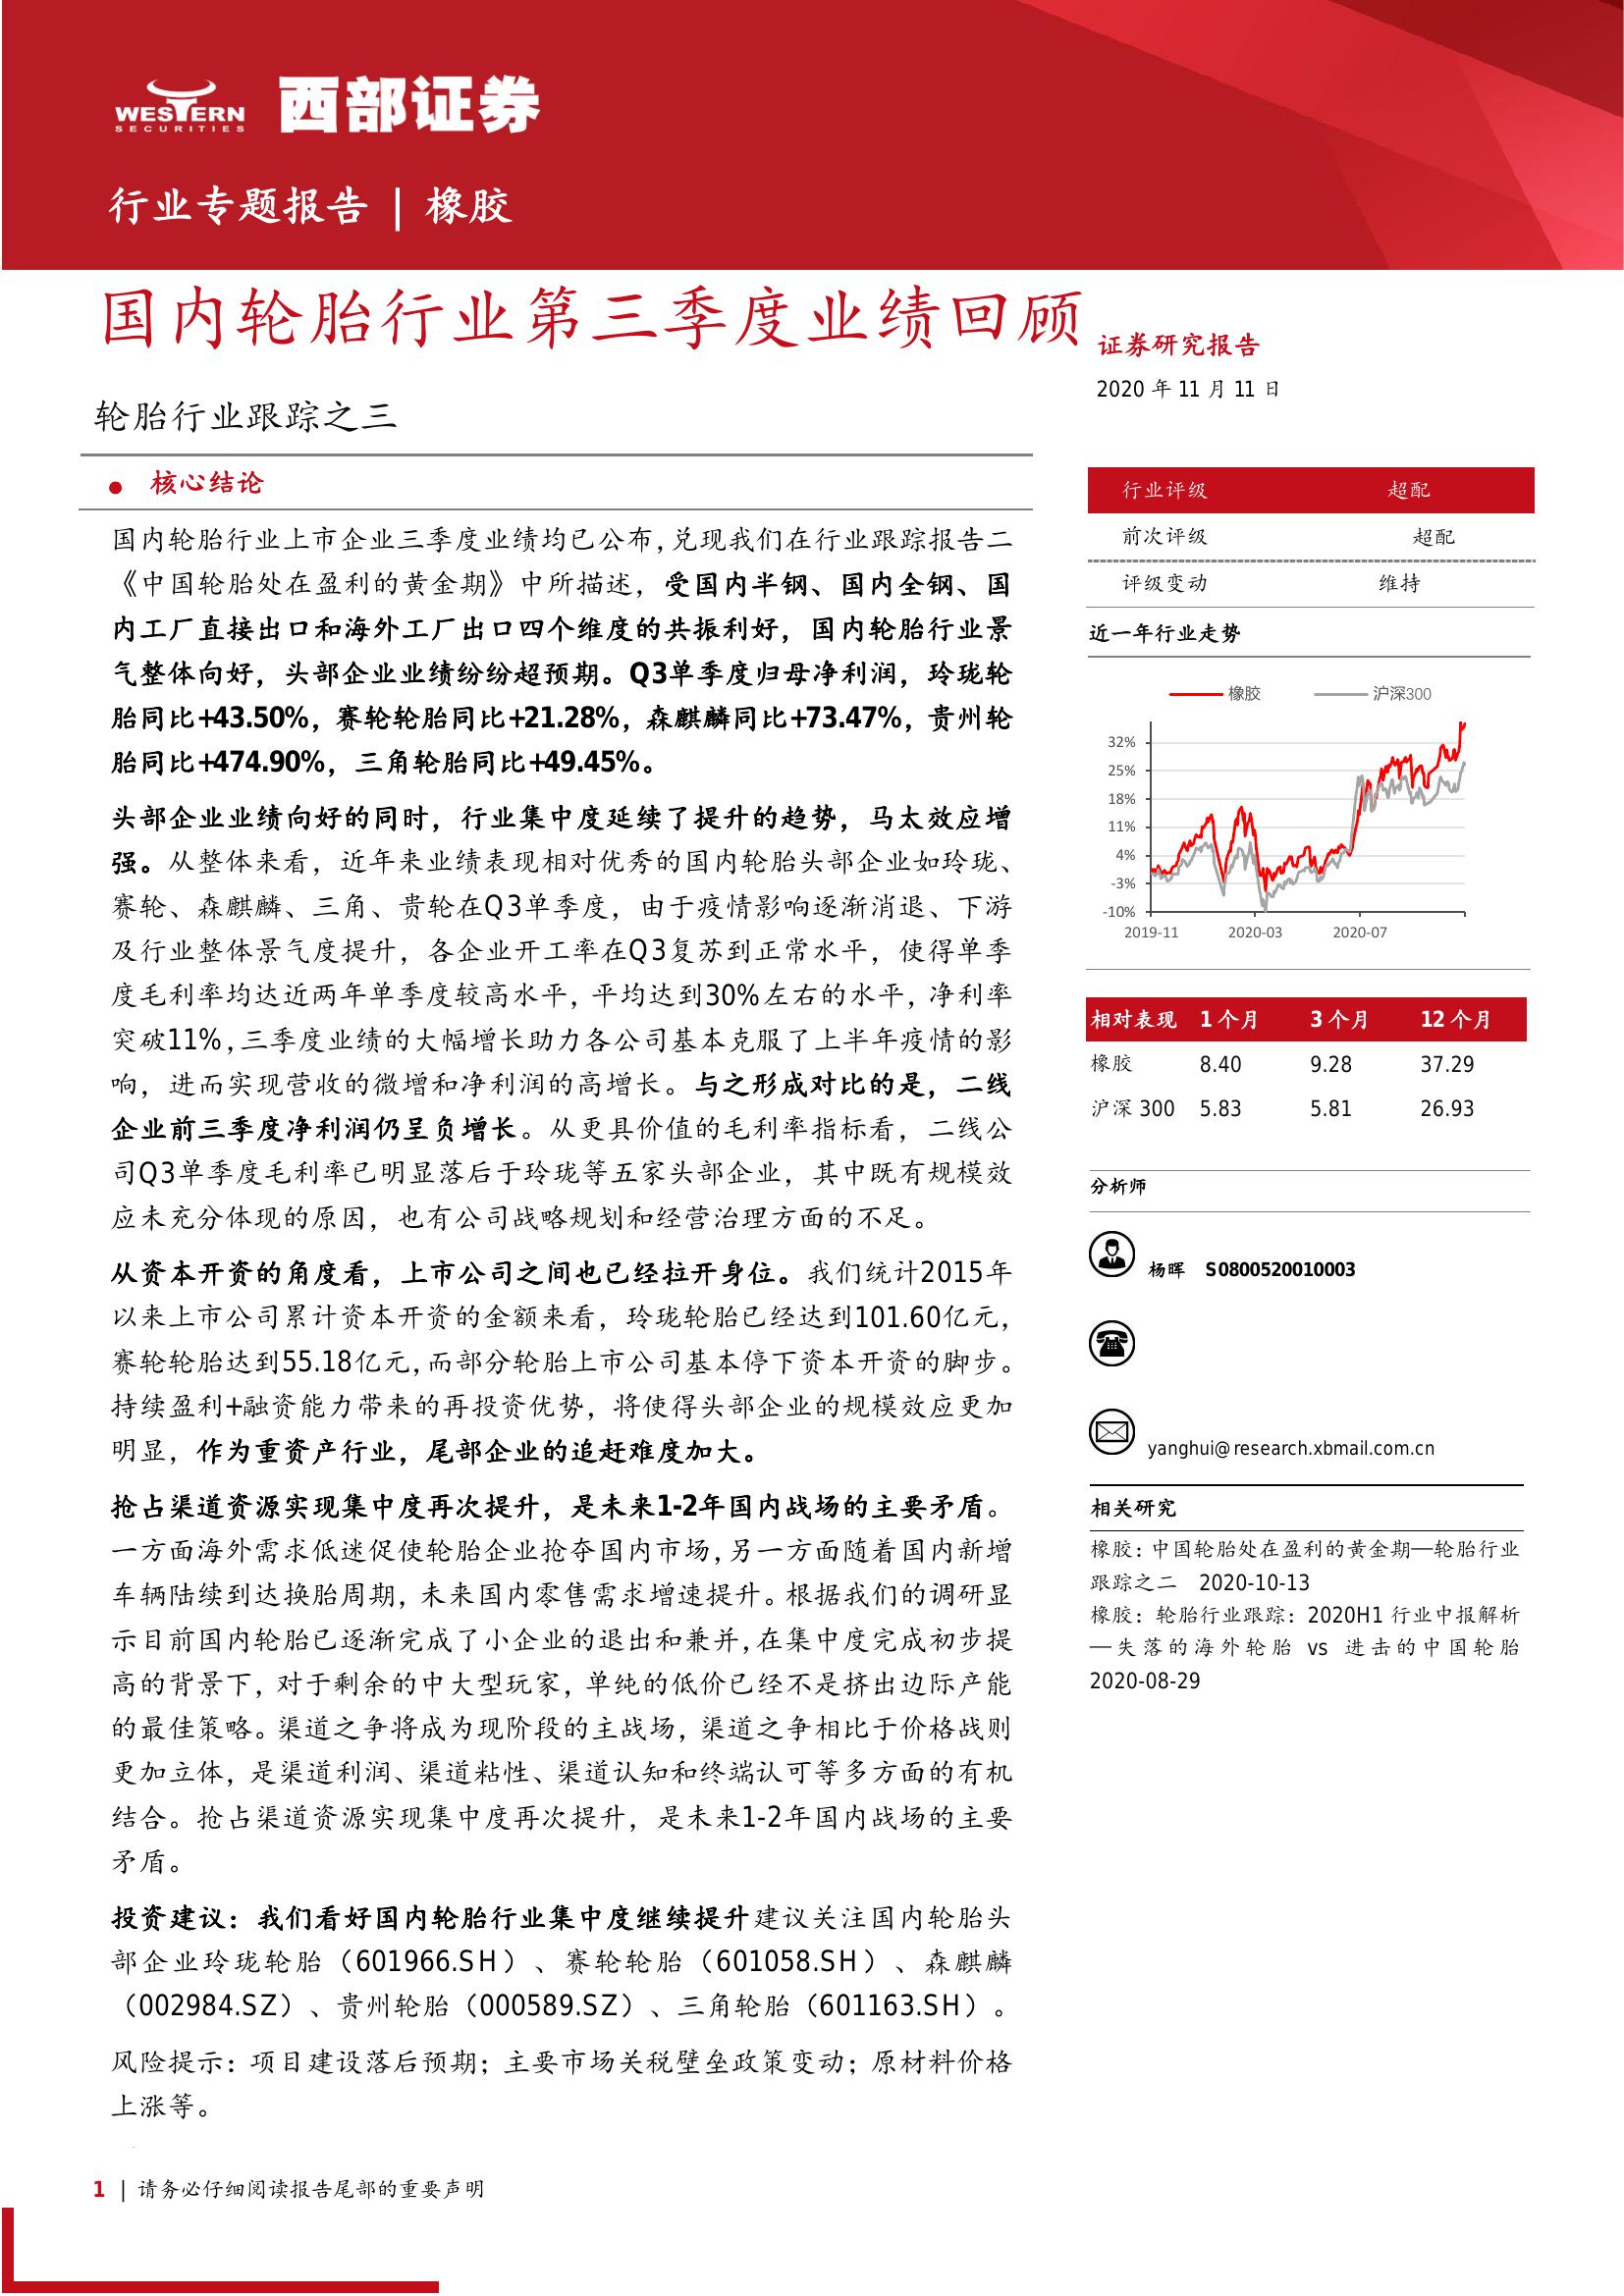 WESTERN
SECURITIES
西部证券
行业专题报告 | 橡胶
国内轮胎行业第三季度业绩回顾
轮胎行业跟踪之三
● 核心结论
国内轮胎行业上市企业三季度业绩均已公布，兑现我们在行业跟踪报告二
《中国轮胎处在盈利的黄金期》中所描述，受国内半钢、国内全钢、国
内工厂直接出口和海外工厂出口四个维度的共振利好，国内轮胎行业景
气整体向好，头部企业业绩纷纷超预期。Q3单季度归母净利润，玲珑轮
胎同比+43.50%，赛轮轮胎同比+21.28%，森麒麟同比+73.47%，贵州轮
胎同比+474.90%，三角轮胎同比+49.45%。
头部企业业绩向好的同时，行业集中度延续了提升的趋势，马太效应增
强。从整体来看，近年来业绩表现相对优秀的国内轮胎头部企业如玲珑、
赛轮、森麒麟、三角、贵轮在Q3单季度，由于疫情影响逐渐消退、下游
及行业整体景气度提升，各企业开工率在Q3复苏到正常水平，使得单季
度毛利率均达近两年单季度较高水平，平均达到30%左右的水平，净利率
突破11%，三季度业绩的大幅增长助力各公司基本克服了上半年疫情的影
响，进而实现营收的微增和净利润的高增长。与之形成对比的是，二线
企业前三季度净利润仍呈负增长。从更具价值的毛利率指标看，二线公
司Q3单季度毛利率已明显落后于玲珑等五家头部企业，其中既有规模效
应未充分体现的原因，也有公司战略规划和经营治理方面的不足。
从资本开资的角度看，上市公司之间也已经拉开身位。我们统计2015年
以来上市公司累计资本开资的金额来看，玲珑轮胎已经达到101.60亿元，
赛轮轮胎达到55.18亿元，而部分轮胎上市公司基本停下资本开资的脚步。
持续盈利+融资能力带来的再投资优势，将使得头部企业的规模效应更加
明显，作为重资产行业，尾部企业的追赶难度加大。
抢占渠道资源实现集中度再次提升，是未来1-2年国内战场的主要矛盾。
一方面海外需求低迷促使轮胎企业抢夺国内市场，另一方面随着国内新增
车辆陆续到达换胎周期，未来国内零售需求增速提升。根据我们的调研显
示目前国内轮胎已逐渐完成了小企业的退出和兼并，在集中度完成初步提
高的背景下，对于剩余的中大型玩家，单纯的低价已经不是挤出边际产能
的最佳策略。渠道之争将成为现阶段的主战场，渠道之争相比于价格战则
更加立体，是渠道利润、渠道粘性、渠道认知和终端认可等多方面的有机
结合。抢占渠道资源实现集中度再次提升，是未来1-2年国内战场的主要
矛盾。
投资建议：我们看好国内轮胎行业集中度继续提升建议关注国内轮胎头
部企业玲珑轮胎（601966.SH）、赛轮轮胎（601058.SH）、森麒麟
（002984.SZ）、贵州轮胎（000589.SZ）、三角轮胎（601163.SH）。
风险提示：项目建设落后预期；主要市场关税壁垒政策变动；原材料价格
上涨等。
证券研究报告
2020 年 11 月 11 日
行业评级 超配
前次评级 超配
评级变动 维持
近一年行业走势
橡胶 沪深300
32%
25%
18%
11%
4%
-3%
-10%
2019-11 2020-03 2020-07
相对表现 1 个月 3 个月 12 个月
橡胶 8.40 9.28 37.29
沪深 300 5.83 5.81 26.93
分析师
杨晖 S0800520010003
yanghui@research.xbmail.com.cn
相关研究
橡胶：中国轮胎处在盈利的黄金期—轮胎行业
跟踪之二 2020-10-13
橡胶：轮胎行业跟踪：2020H1 行业中报解析
—失落的海外轮胎 vs 进击的中国轮胎
2020-08-29
1 | 请务必仔细阅读报告尾部的重要声明